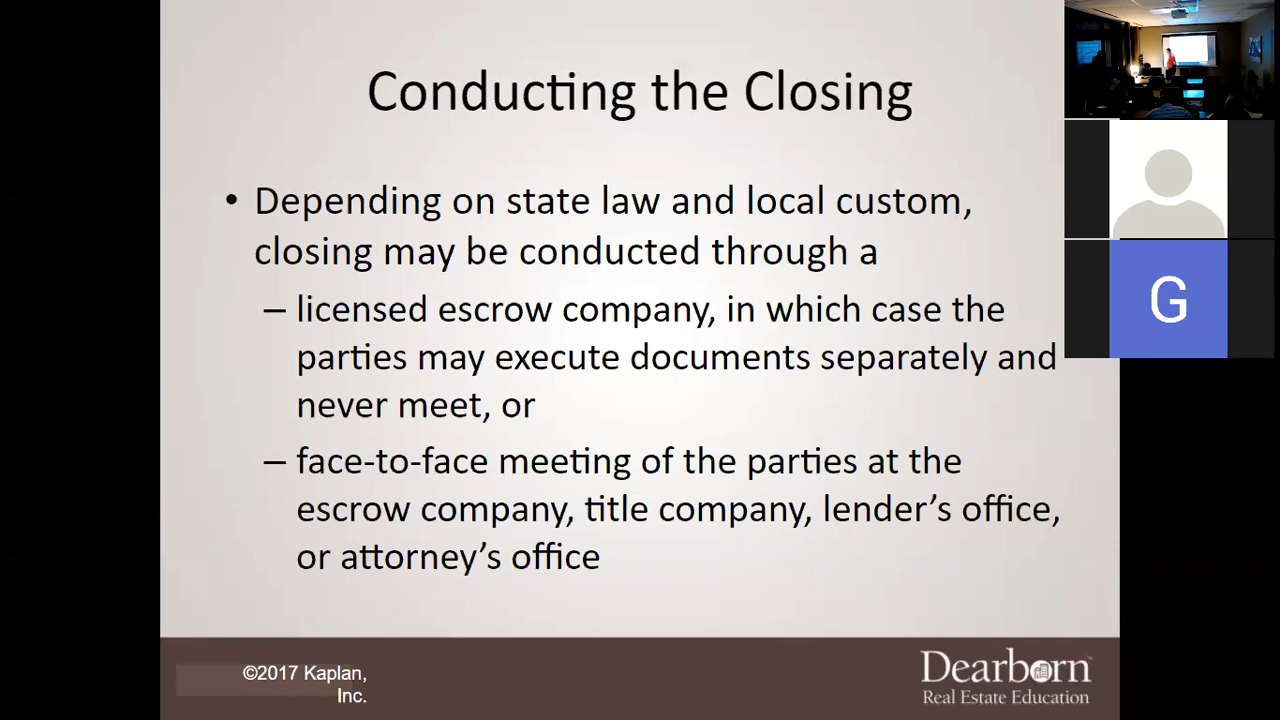 Conducting the Closing
• Depending on state law and local custom,
closing may be conducted through a
– licensed escrow company, in which case the
parties may execute documents separately and
never meet, or
– face-to-face meeting of the parties at the
escrow company, title company, lender’s office,
or attorney’s office
G
©2017 Kaplan,
Inc.
Dearborn
Real Estate Education